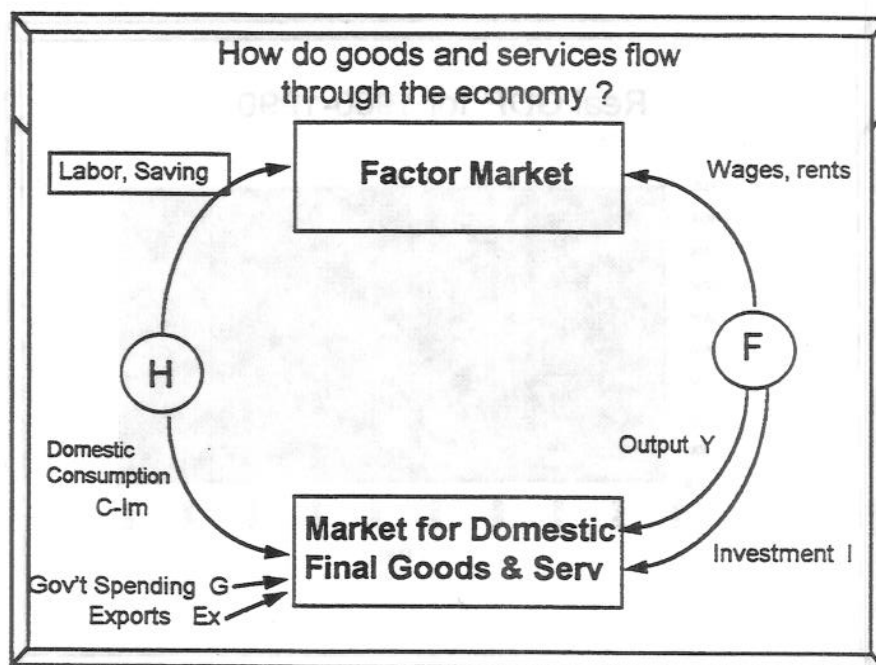 How do goods and services flow
through the economy ?
Labor, Saving
Factor Market
Wages, rents
H
F
Domestic
Consumption
C-Im
Output Y
Market for Domestic
Final Goods & Serv
Investment I
Gov't Spending G
Exports Ex